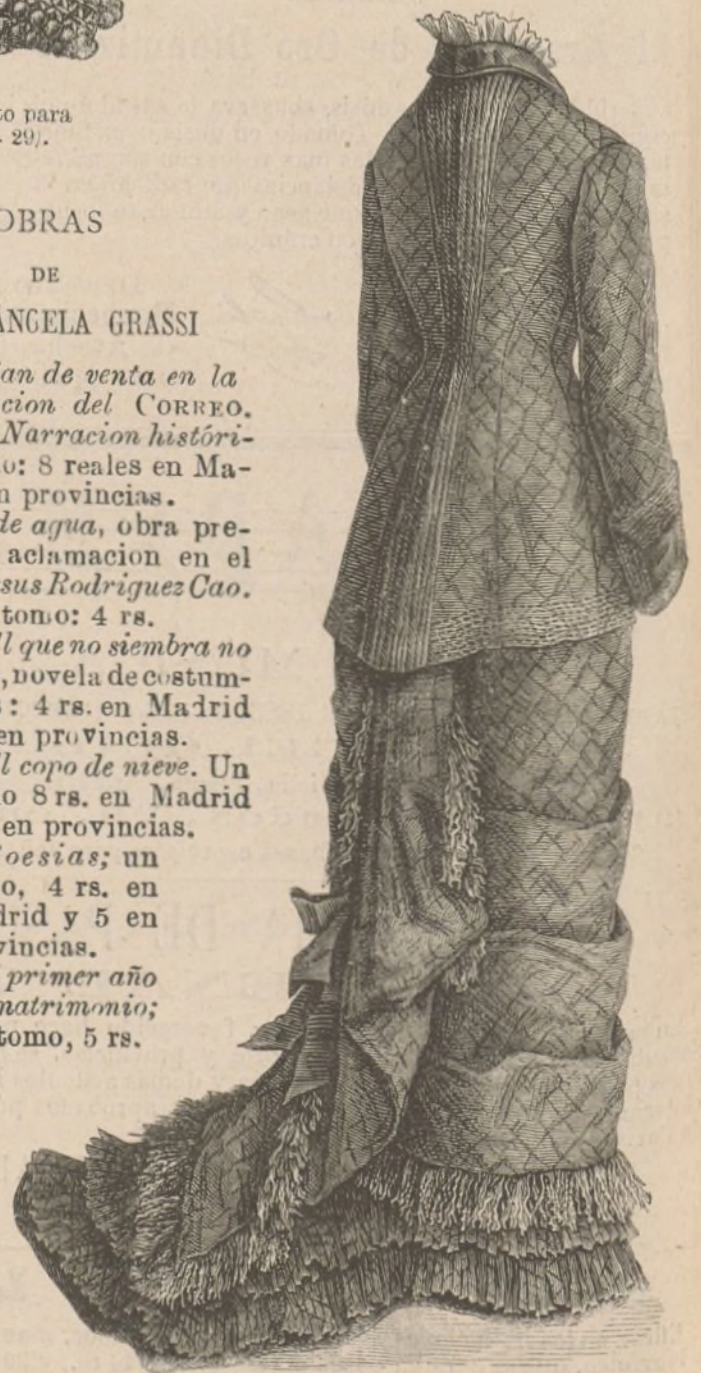 to para
. 29).
OBRAS
DE
ANGELA GRASSI
an de venta en la
cion del CORREO.
Narracion históri-
o: 8 reales en Ma-
n provincias.
de agua, obra pre-
aclamacion en el
sus Rodriguez Cao.
tomo: 4 rs.
l que no siembra no
, novela de costum-
s: 4 rs. en Madrid
en provincias.
l copo de nieve. Un
o 8 rs. en Madrid
en provincias.
oesias; un
o, 4 rs. en
drid y 5 en
vincias.
primer año
matrimonio;
tomo, 5 rs.